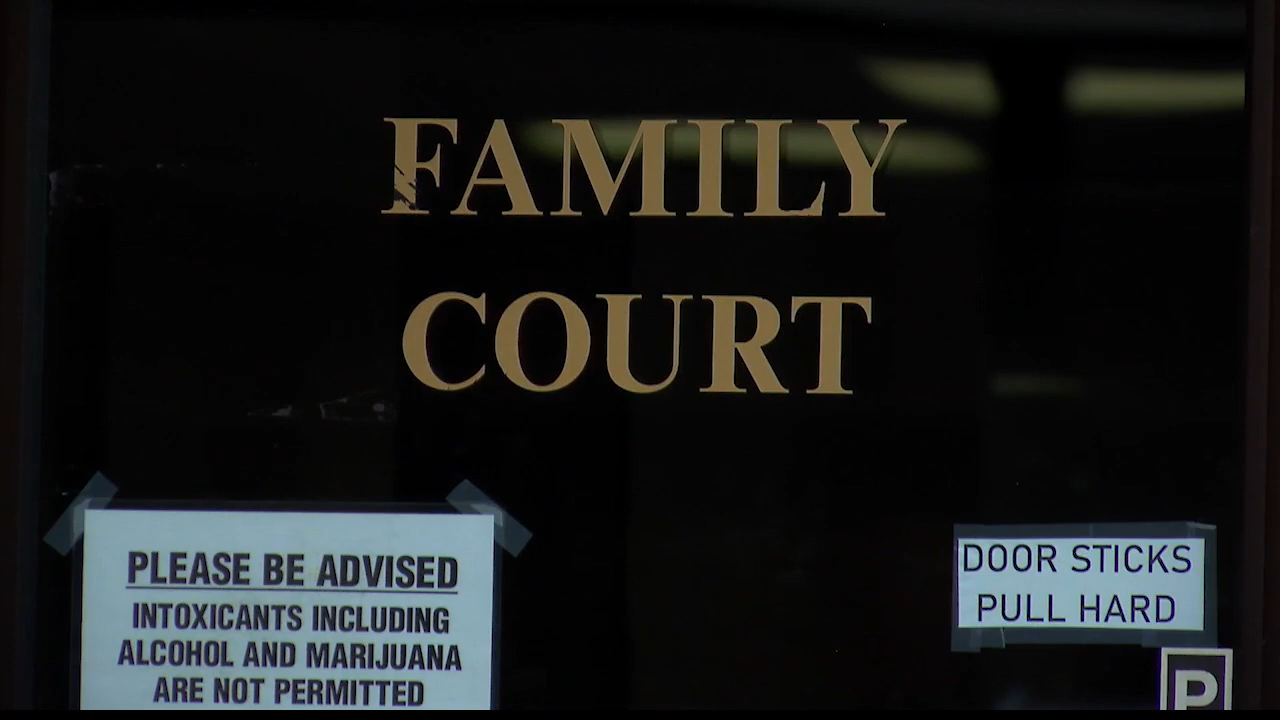 FAMILY
COURT
PLEASE BE ADVISED
INTOXICANTS INCLUDING
ALCOHOL AND MARIJUANA
ARE NOT PERMITTED
DOOR STICKS
PULL HARD
P